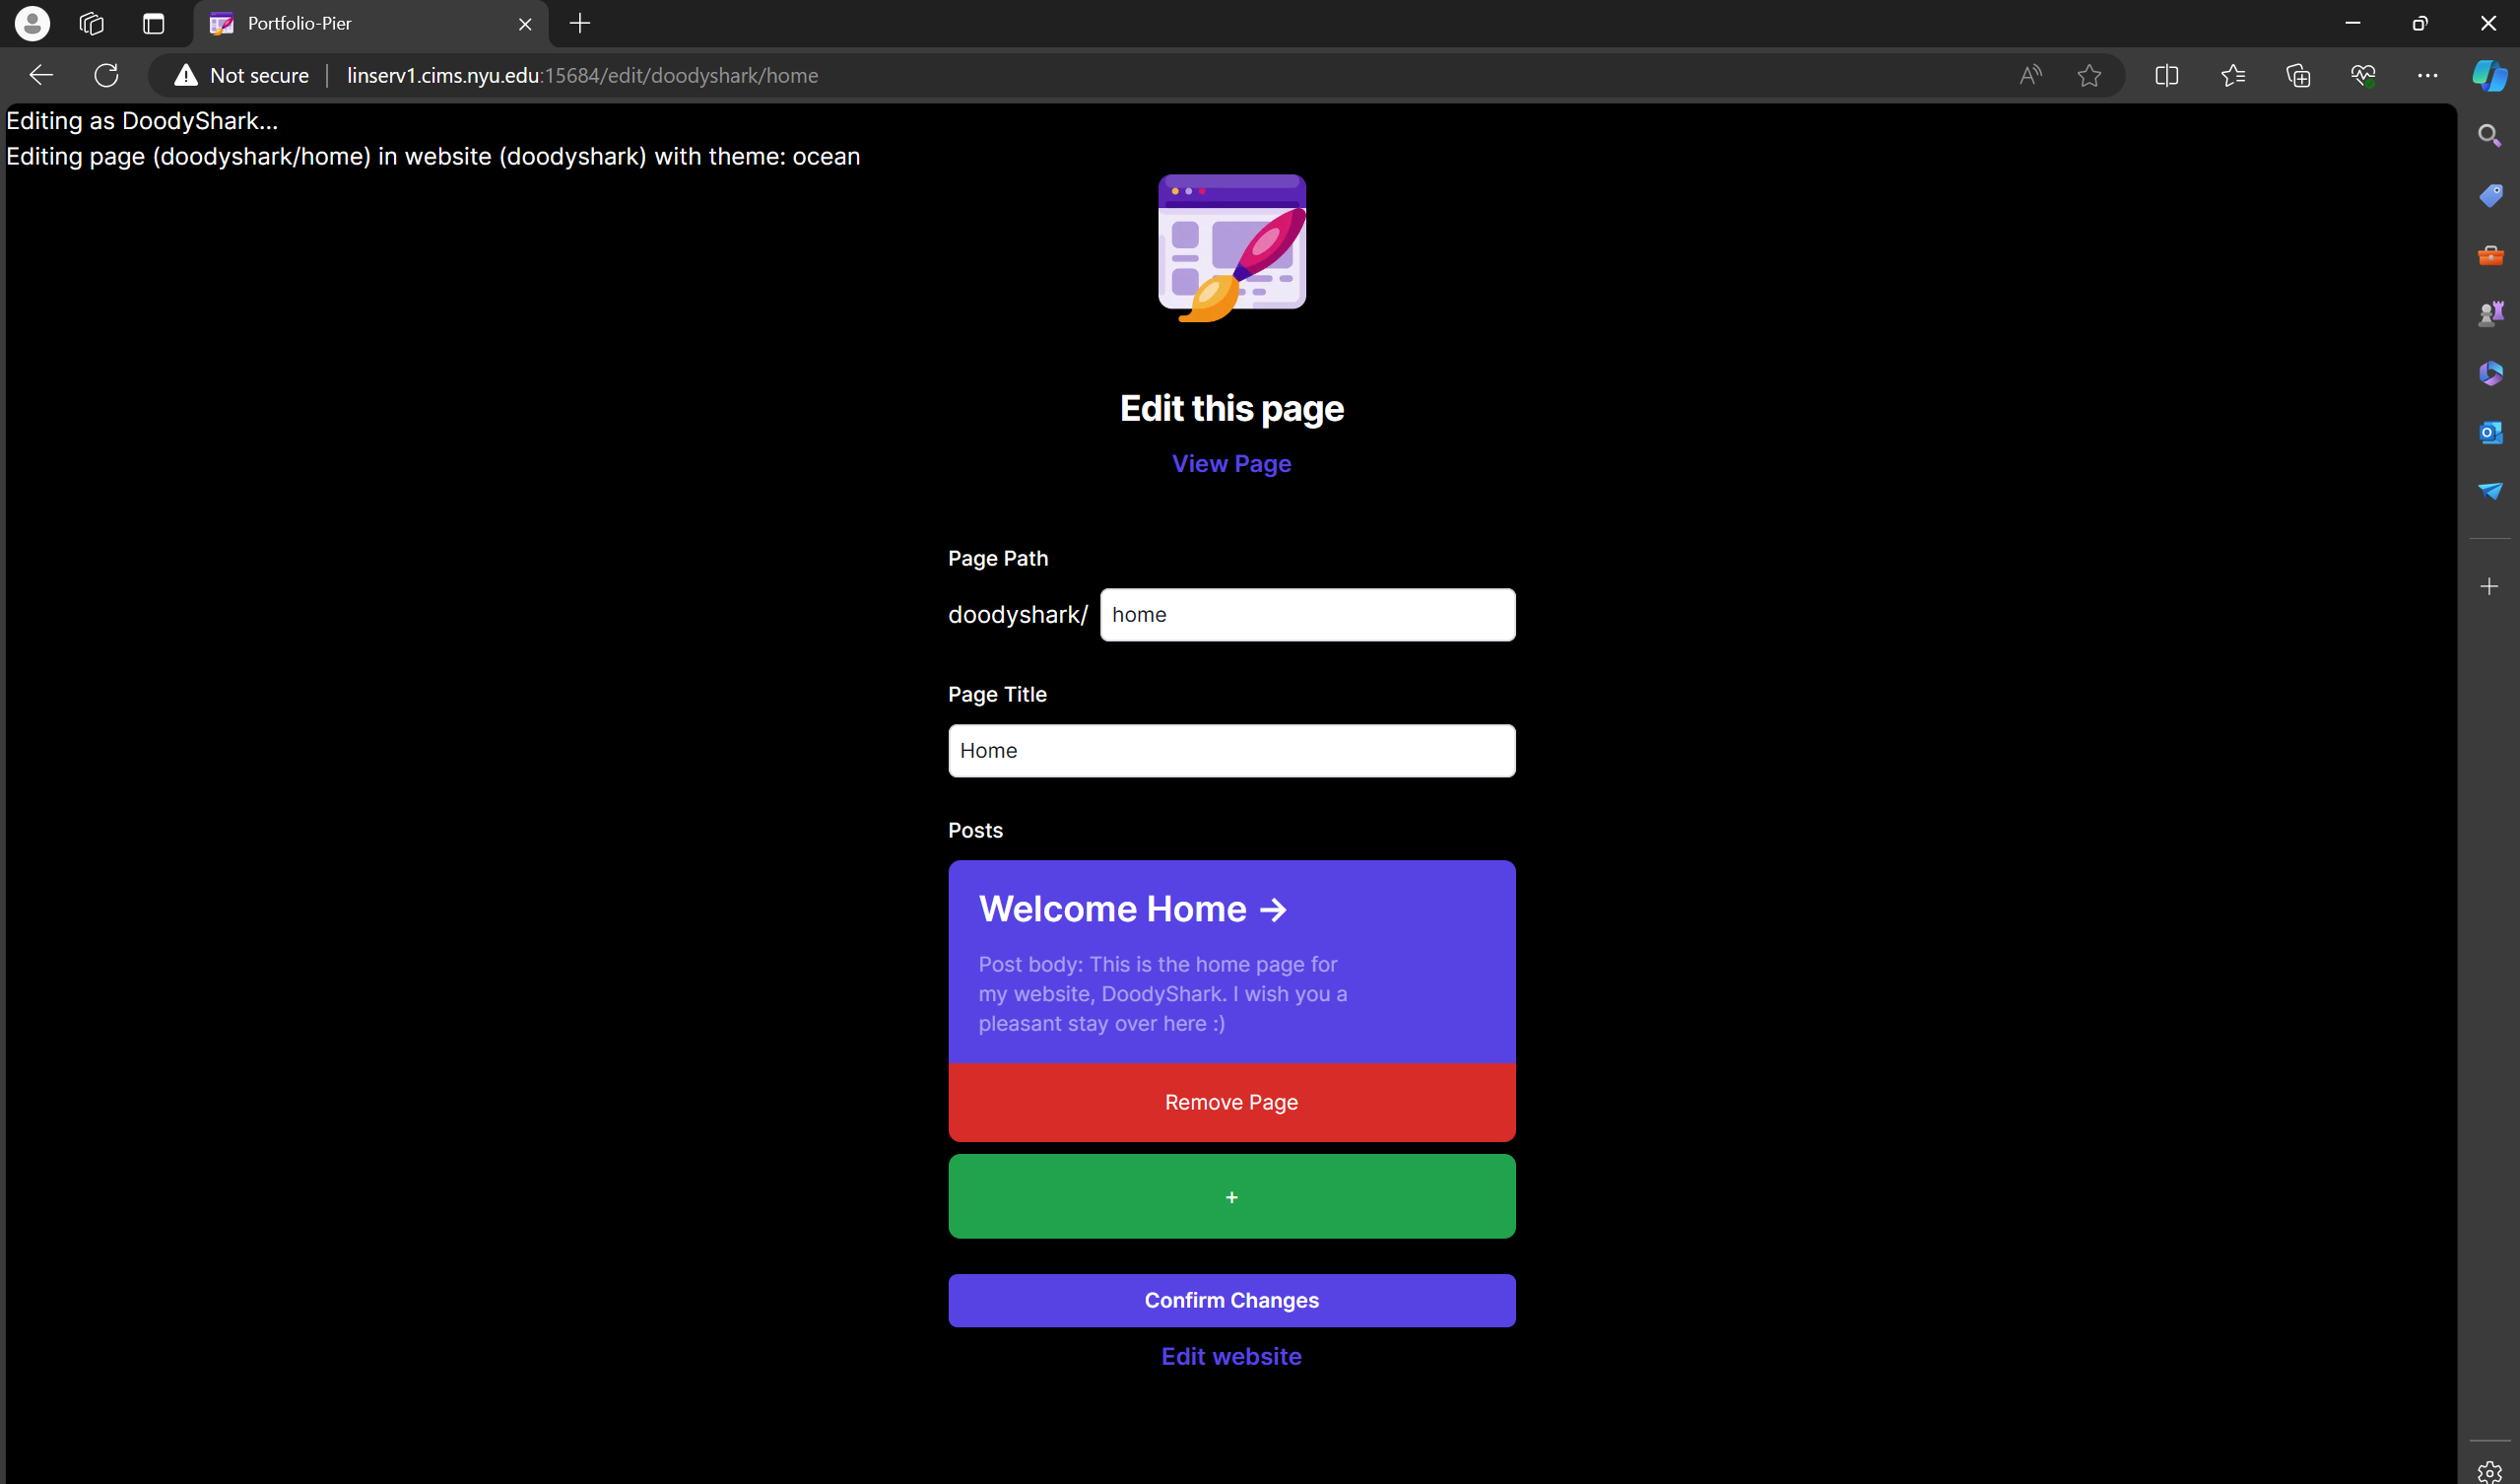 Portfolio-Pier
Not secure
linserv1.cims.nyu.edu:15684/edit/doodyshark/home
Editing as DoodyShark...
Editing page (doodyshark/home) in website (doodyshark) with theme: ocean
Edit this page
View Page
Page Path
doodyshark/ home
Page Title
Home
Posts
Welcome Home →
Post body: This is the home page for
my website, DoodyShark. I wish you a
pleasant stay over here :)
Remove Page
+
Confirm Changes
Edit website